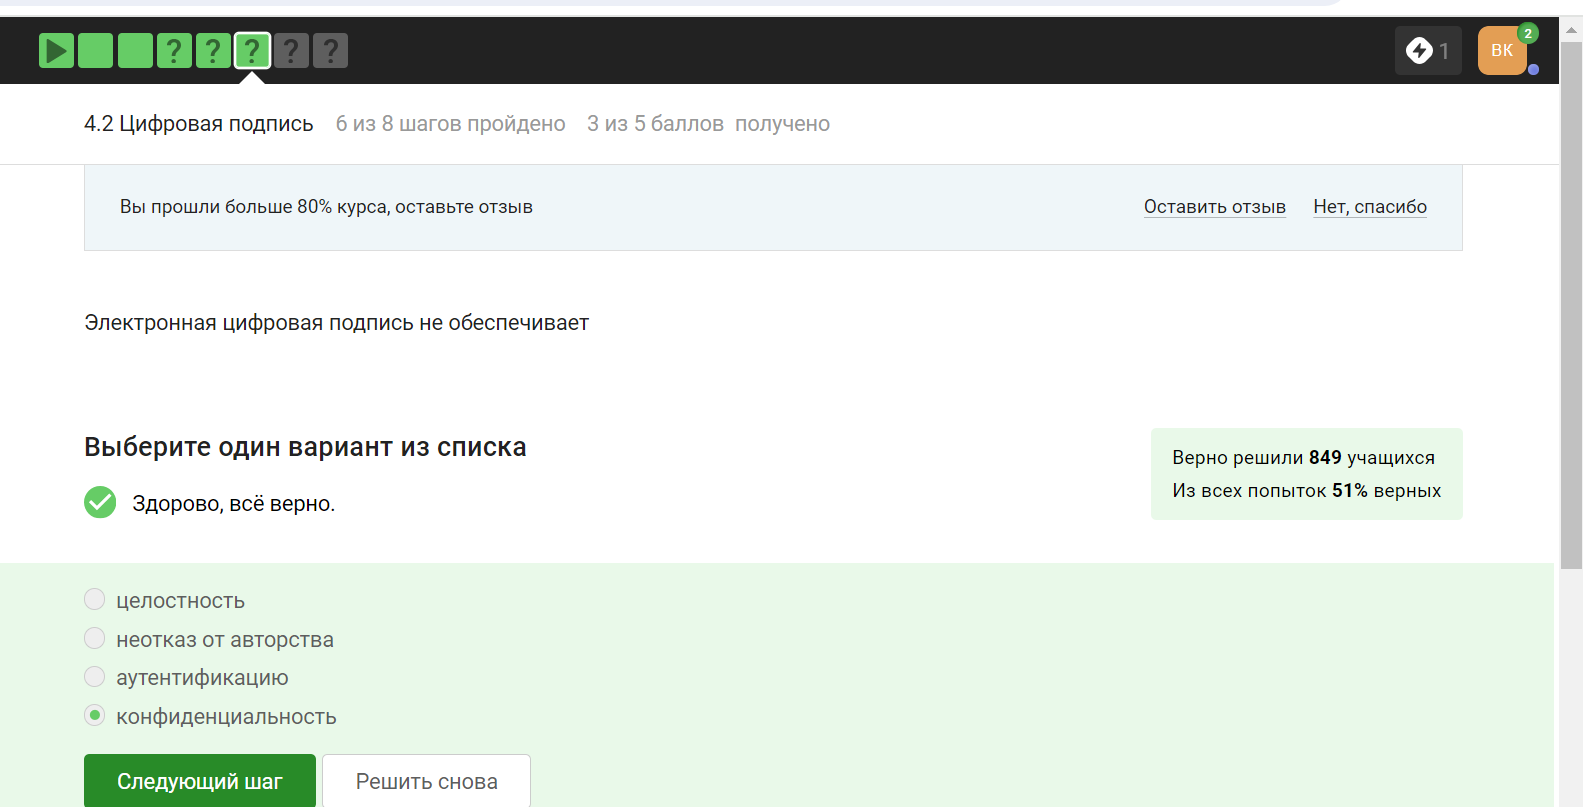 ? ? ? ? ?
1
ВК
2
4.2 Цифровая подпись 6 из 8 шагов пройдено 3 из 5 баллов получено
Вы прошли больше 80% курса, оставьте отзыв Оставить отзыв Нет, спасибо
Электронная цифровая подпись не обеспечивает
Выберите один вариант из списка
Здорово, всё верно.
Верно решили 849 учащихся
Из всех попыток 51% верных
целостность
неотказ от авторства
аутентификацию
конфиденциальность
Следующий шаг Решить снова